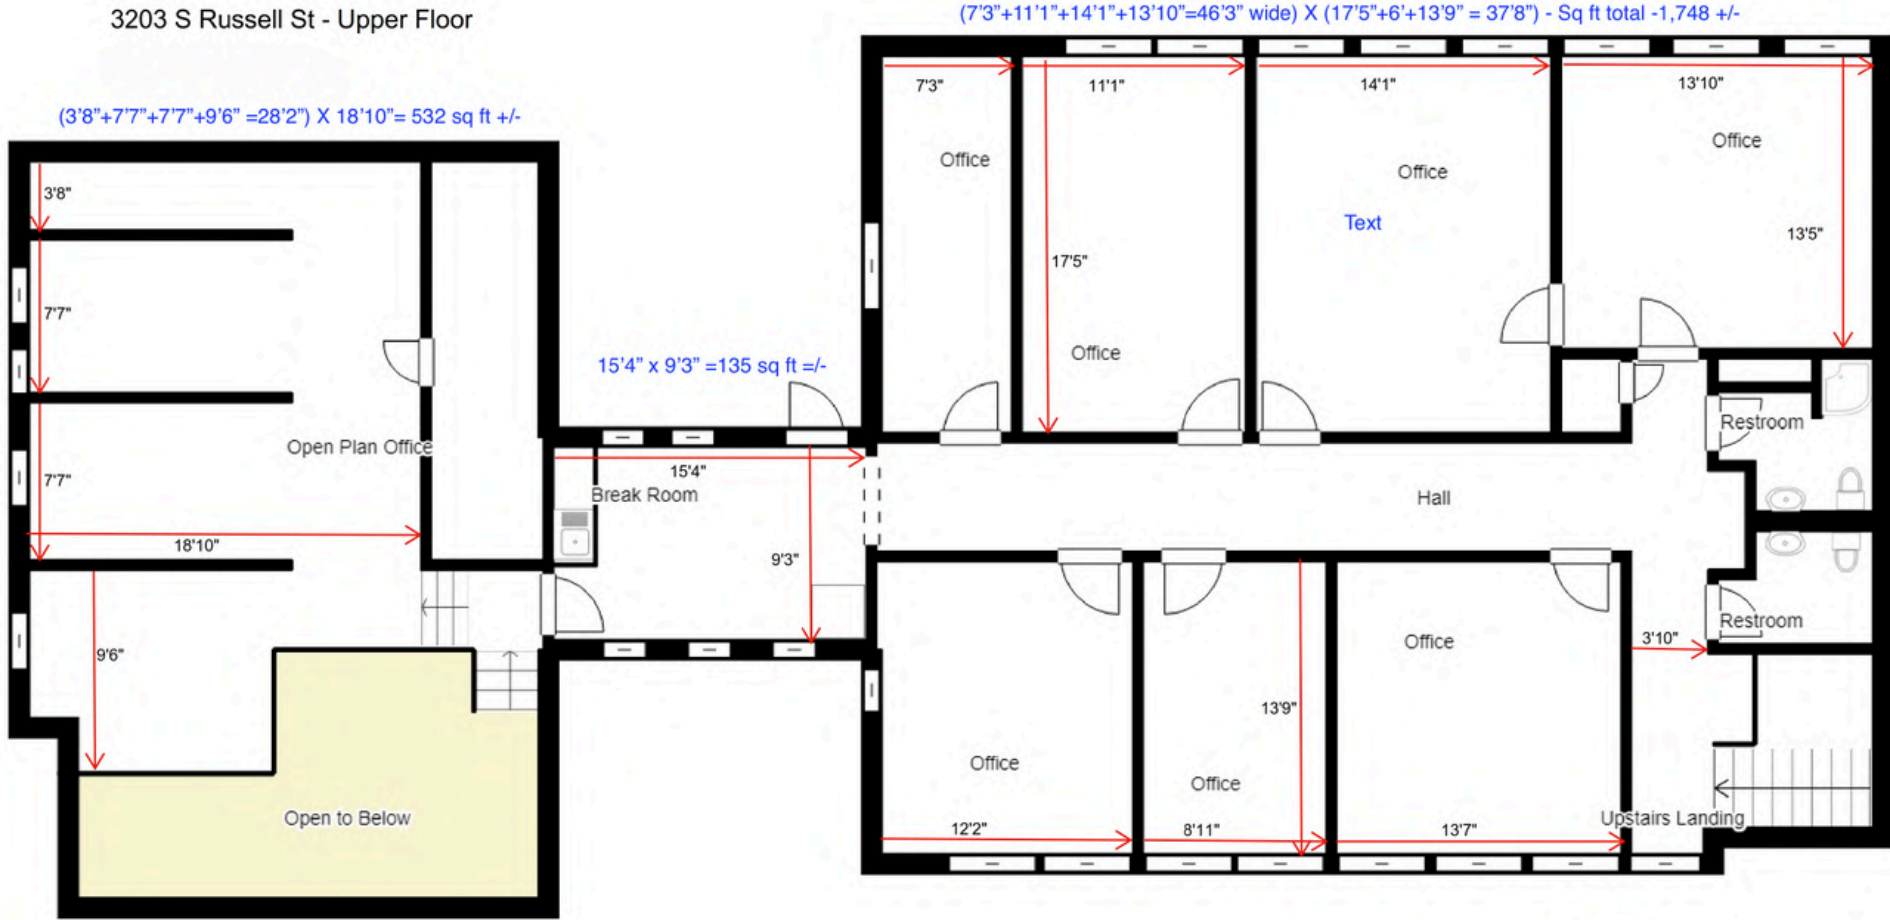 3203 S Russell St - Upper Floor
(7'3"+11'1"+14'1"+13'10"=46'3" wide) X (17'5"+6'+13'9" = 37'8") - Sq ft total -1,748 +/-
(3'8"+7'7"+7'7"+9'6" =28'2") X 18'10"= 532 sq ft +/-
7'3"
11'1"
14'1"
13'10"
Office
Office
Office
3'8"
Text
13'5"
17'5"
7'7"
Office
15'4" x 9'3" =135 sq ft =/-
Restroom
Open Plan Office
15'4"
7'7"
Break Room
Hall
18'10"
9'3"
Restroom
3'10"
Office
9'6"
13'9"
Office
Office
Open to Below
Upstairs Landing
12'2"
8'11"
13'7"